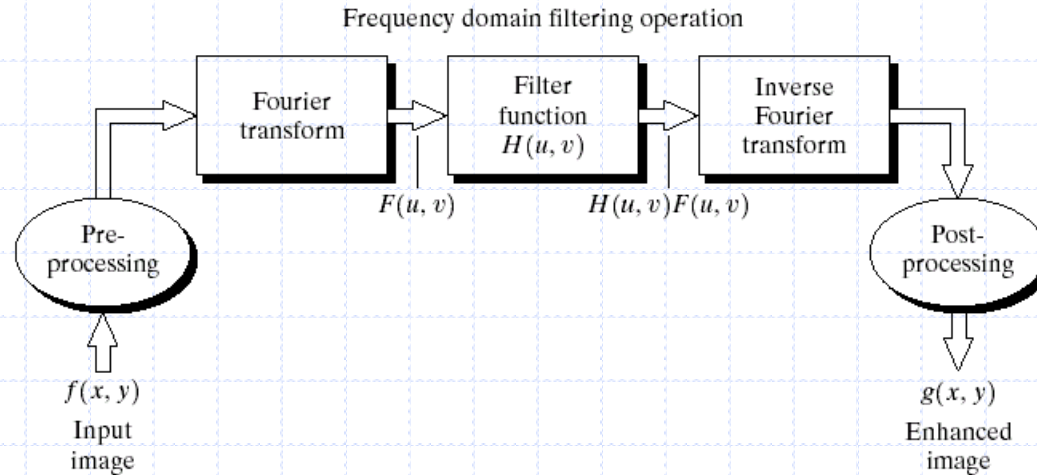 Frequency domain filtering operation
Fourier
transform
Filter
function
H(u, v)
Inverse
Fourier
transform
F(u, v)
H(u, v)F(u, v)
Pre-
processing
Post-
processing
f(x, y)
Input
image
g(x, y)
Enhanced
image